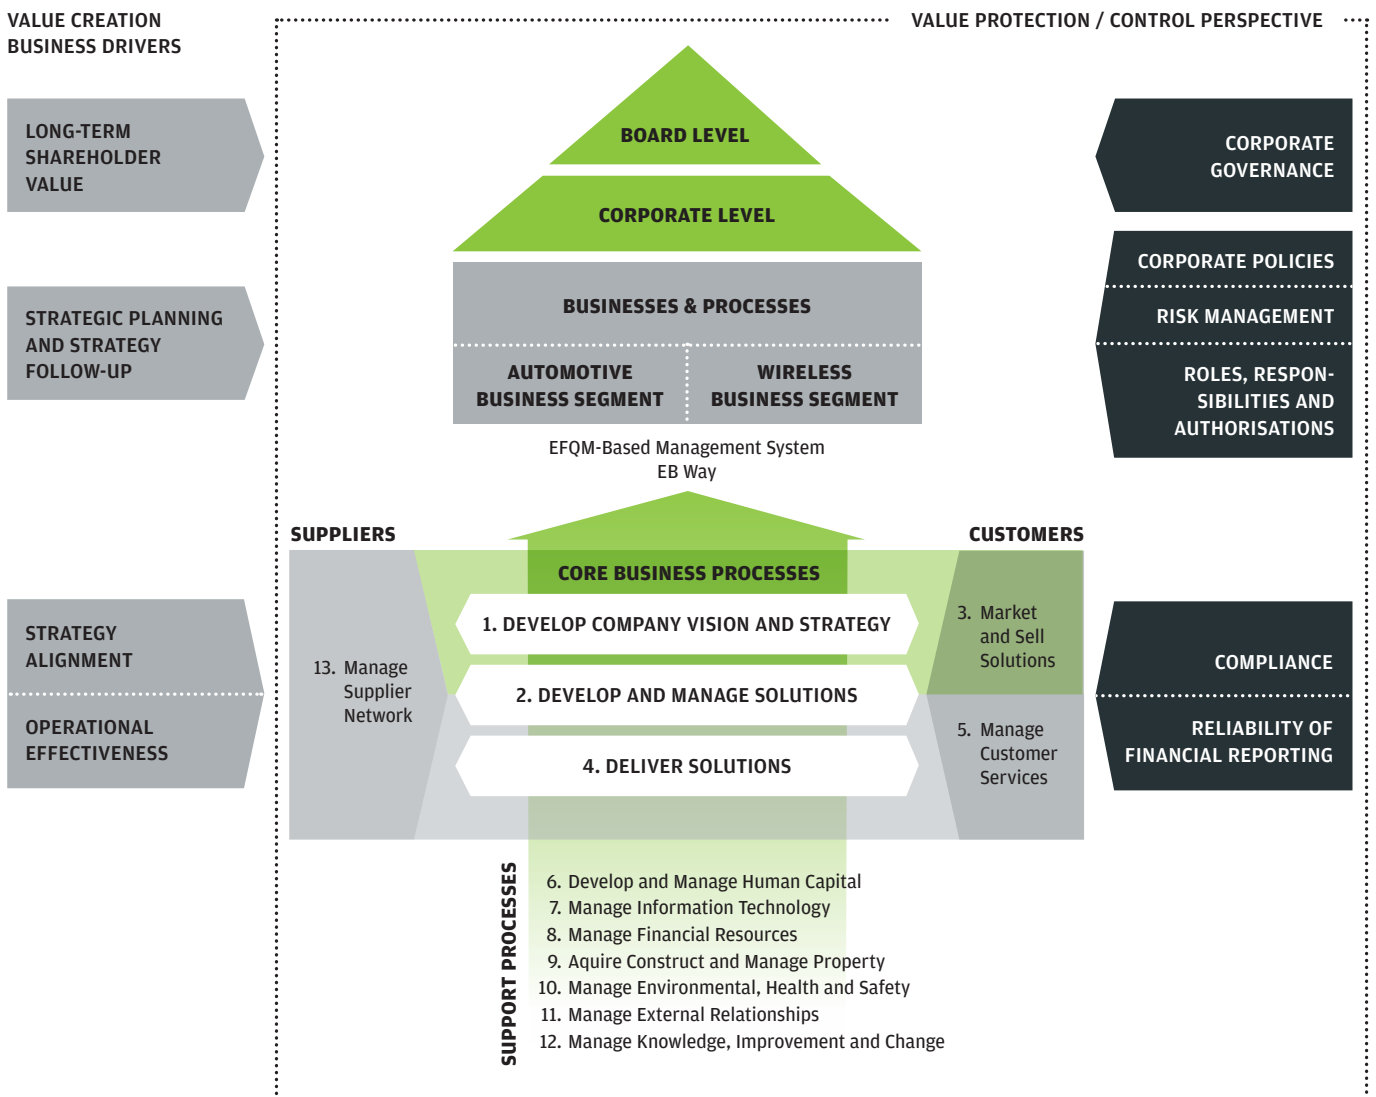 VALUE CREATION
BUSINESS DRIVERS
VALUE PROTECTION / CONTROL PERSPECTIVE
LONG-TERM
SHAREHOLDER
VALUE
STRATEGIC PLANNING
AND STRATEGY
FOLLOW-UP
STRATEGY
ALIGNMENT
OPERATIONAL
EFFECTIVENESS
BOARD LEVEL
CORPORATE LEVEL
BUSINESSES & PROCESSES
AUTOMOTIVE
BUSINESS SEGMENT
WIRELESS
BUSINESS SEGMENT
EFQM-Based Management System
EB Way
SUPPLIERS
CUSTOMERS
CORE BUSINESS PROCESSES
1. DEVELOP COMPANY VISION AND STRATEGY
2. DEVELOP AND MANAGE SOLUTIONS
4. DELIVER SOLUTIONS
13. Manage
Supplier
Network
3. Market
and Sell
Solutions
5. Manage
Customer
Services
SUPPORT PROCESSES
6. Develop and Manage Human Capital
7. Manage Information Technology
8. Manage Financial Resources
9. Aquire Construct and Manage Property
10. Manage Environmental, Health and Safety
11. Manage External Relationships
12. Manage Knowledge, Improvement and Change
CORPORATE
GOVERNANCE
CORPORATE POLICIES
RISK MANAGEMENT
ROLES, RESPON-
SIBILITIES AND
AUTHORISATIONS
COMPLIANCE
RELIABILITY OF
FINANCIAL REPORTING